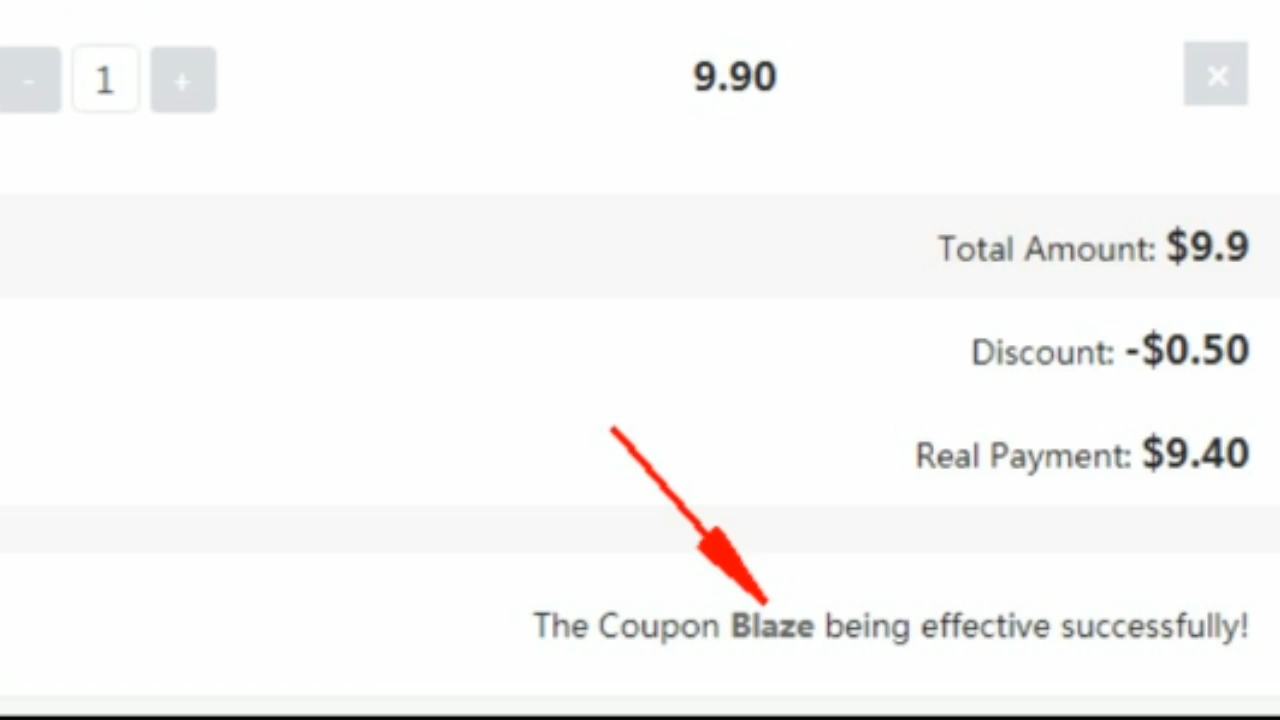 - 1 + 9.90 ×
Total Amount: $9.9
Discount: -$0.50
Real Payment: $9.40
The Coupon Blaze being effective successfully!